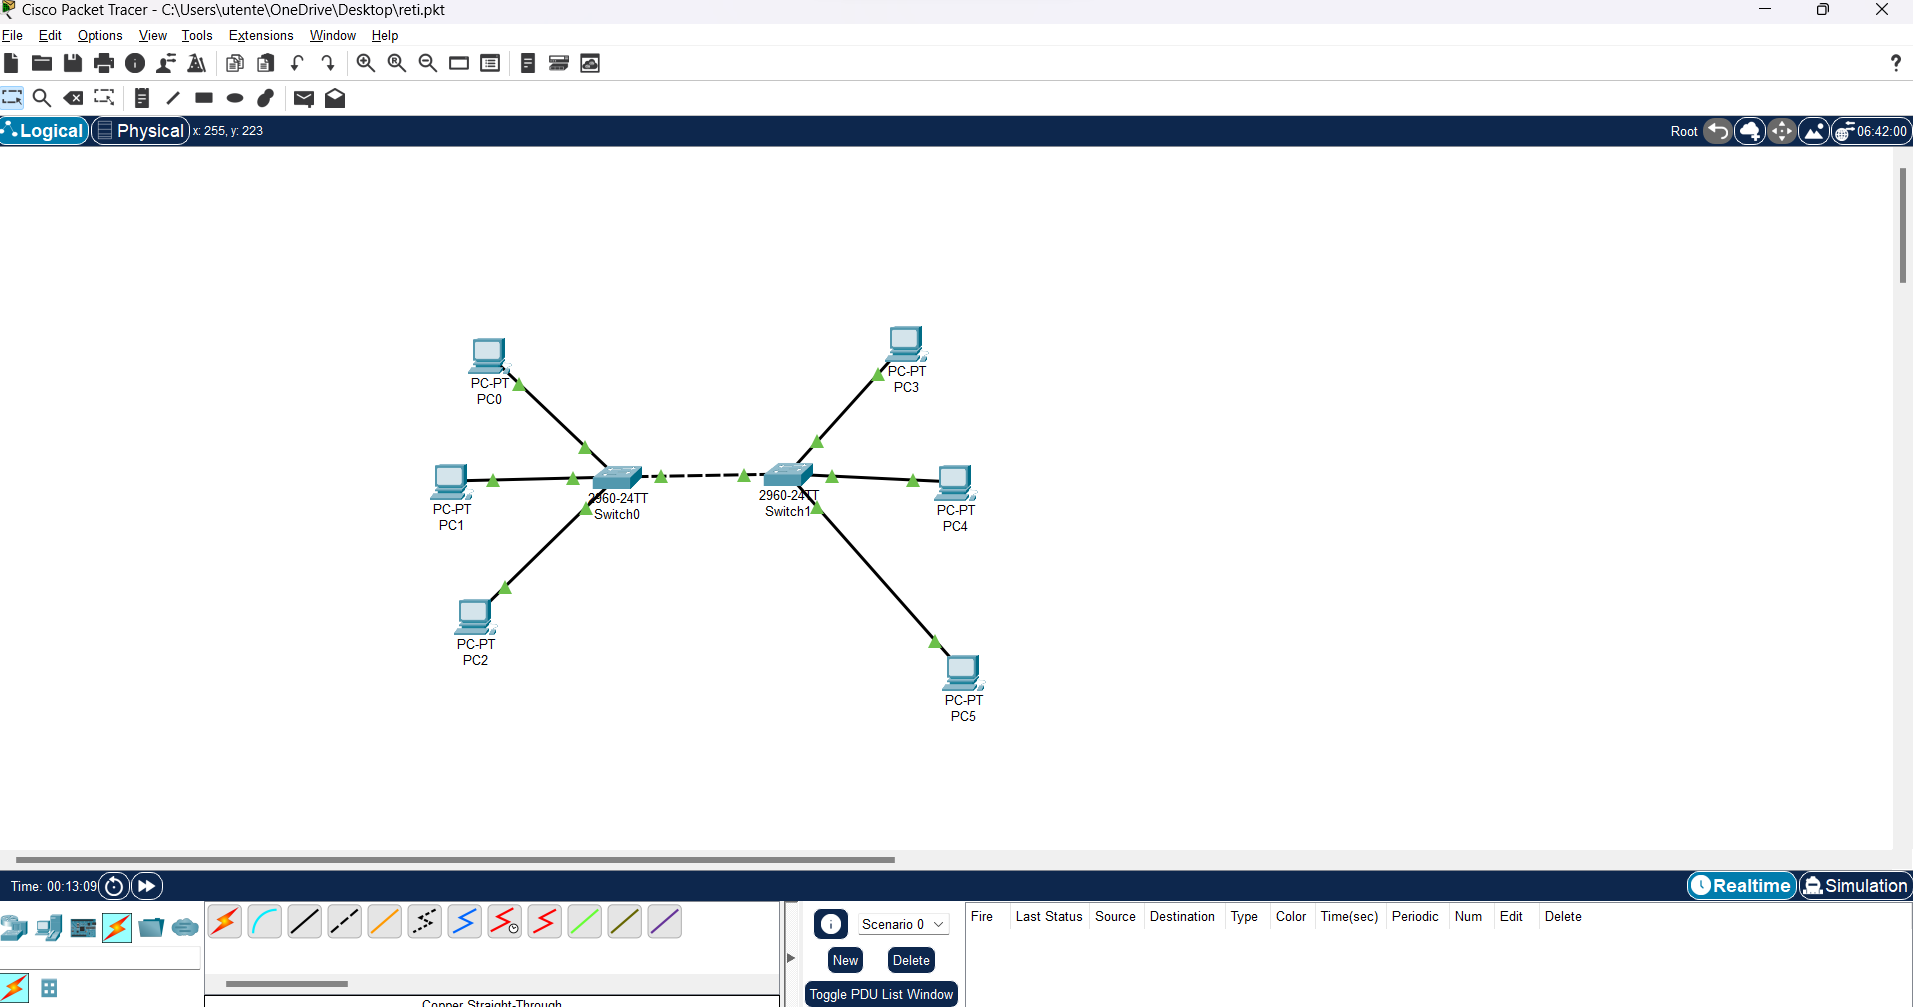 Cisco Packet Tracer - C:\Users\utente\OneDrive\Desktop\reti.pkt
File Edit Options View Tools Extensions Window Help
Logical Physical x: 255, y: 223 Root 06:42:00
PC-PT
PC0
PC-PT
PC3
PC-PT
PC1
2960-24TT
Switch0
2960-24TT
Switch1
PC-PT
PC4
PC-PT
PC2
PC-PT
PC5
Time: 00:13:09 Realtime Simulation
Scenario 0
New Delete
Toggle PDU List Window
Fire Last Status Source Destination Type Color Time(sec) Periodic Num Edit Delete
Copper Straight-Through